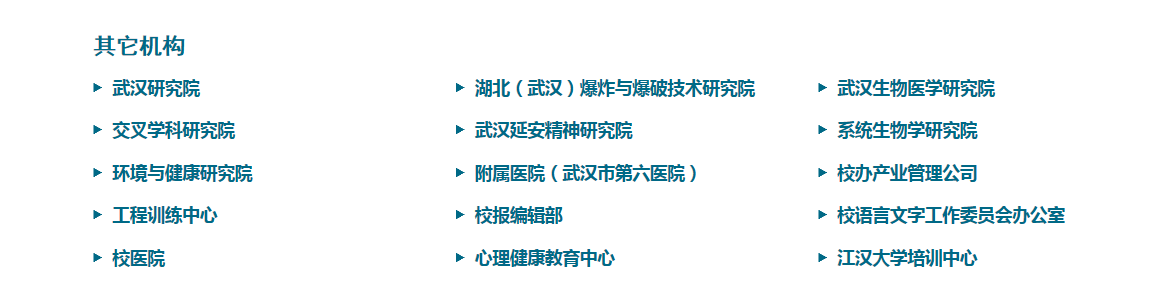 其它机构
武汉研究院
湖北（武汉）爆炸与爆破技术研究院
武汉生物医学研究院
交叉学科研究院
武汉延安精神研究院
系统生物学研究院
环境与健康研究院
附属医院（武汉市第六医院）
校办产业管理公司
工程训练中心
校报编辑部
校语言文字工作委员会办公室
校医院
心理健康教育中心
江汉大学培训中心